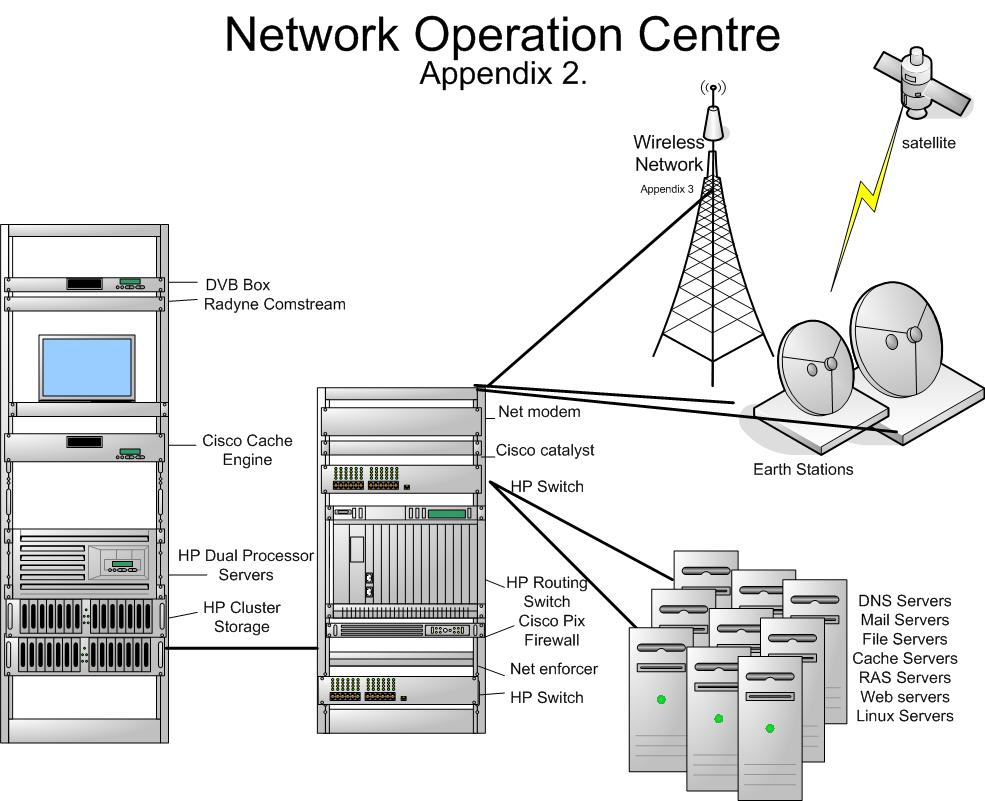 Network Operation Centre
Appendix 2.
satellite
Wireless
Network
Appendix 3
DVB Box
Radyne Comstream
Cisco Cache
Engine
HP Dual Processor
Servers
HP Cluster
Storage
Net modem
Cisco catalyst
HP Switch
HP Routing
Switch
Cisco Pix
Firewall
Net enforcer
HP Switch
Earth Stations
DNS Servers
Mail Servers
File Servers
Cache Servers
RAS Servers
Web servers
Linux Servers